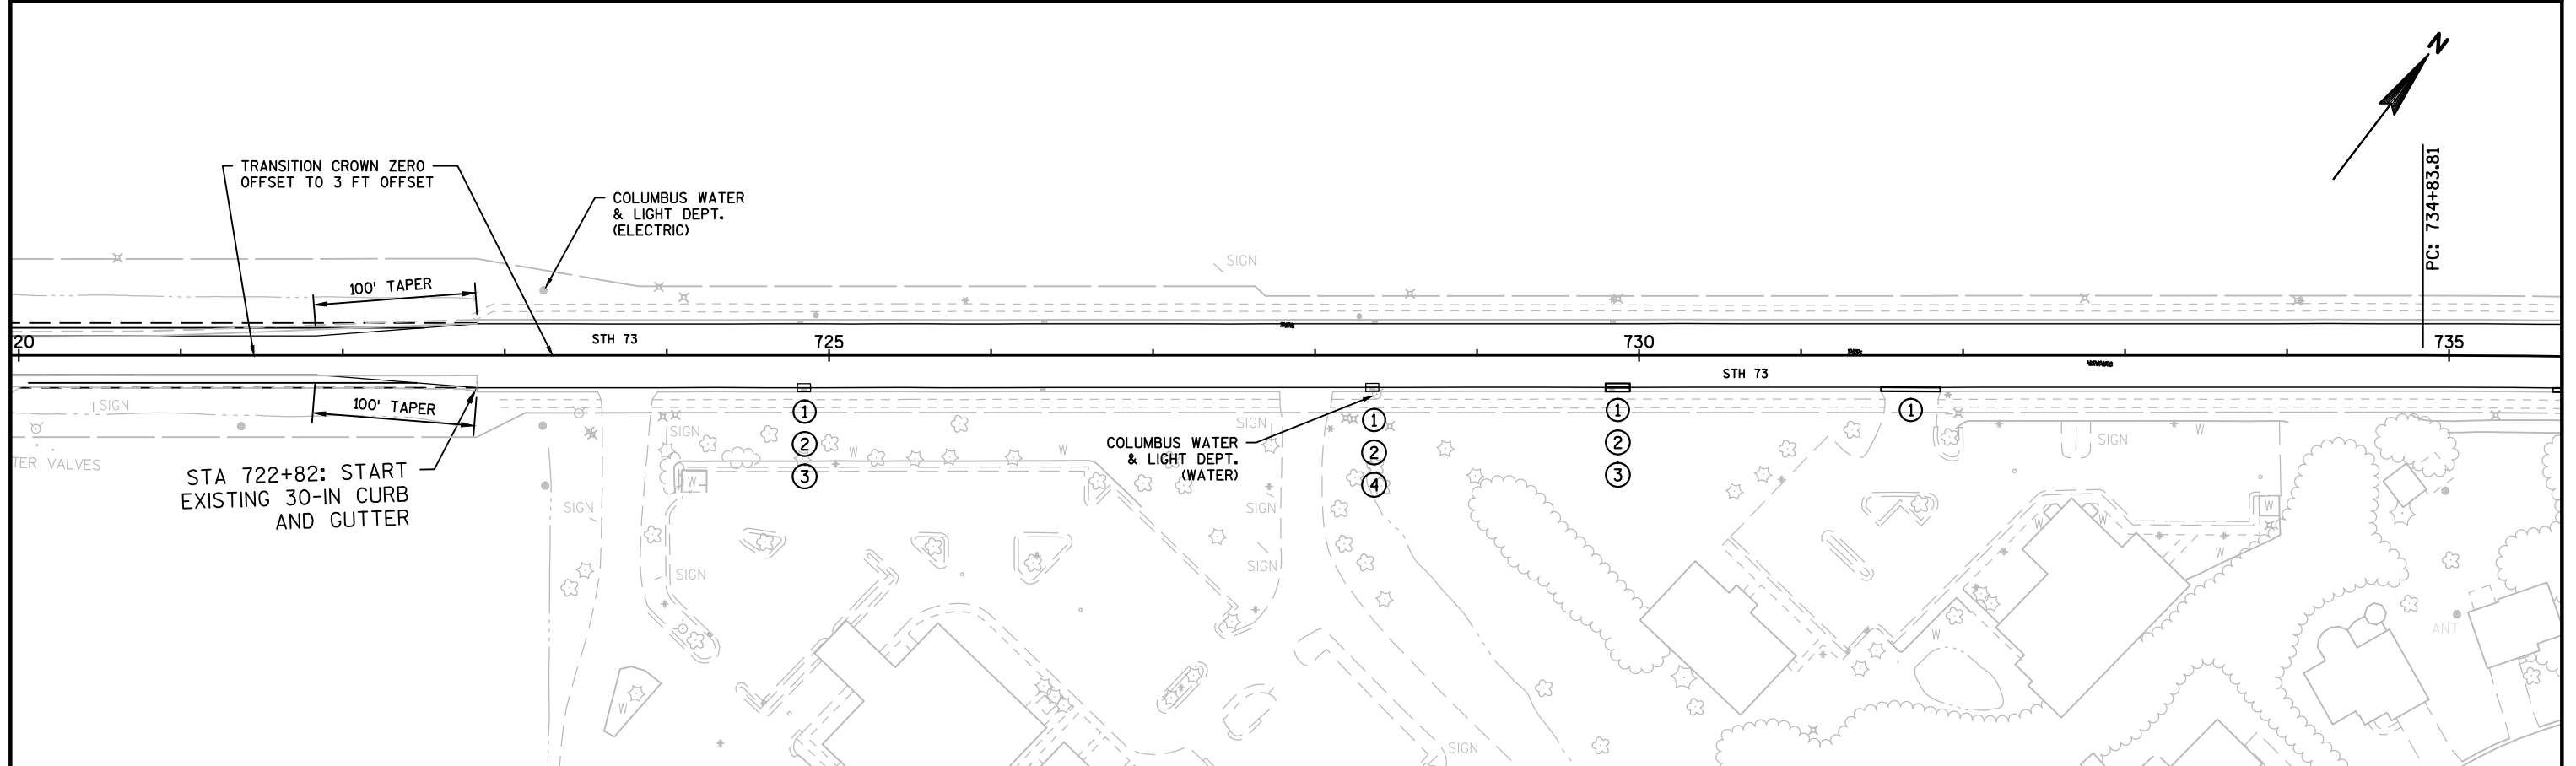 N
TRANSITION CROWN ZERO
OFFSET TO 3 FT OFFSET
COLUMBUS WATER
& LIGHT DEPT.
(ELECTRIC)
PC: 734+83.81
SIGN
100' TAPER
20
STH 73
725
730
735
STH 73
SIGN
100' TAPER
1
1
1
1
SIGN
SIGN
SIGN
COLUMBUS WATER
& LIGHT DEPT.
(WATER)
2
2
2
W
W
W
TER VALVES
STA 722+82: START
EXISTING 30-IN CURB
AND GUTTER
3
4
3
W
SIGN
SIGN
W
W
W
W
SIGN
SIGN
W
ANT
W
SIGN